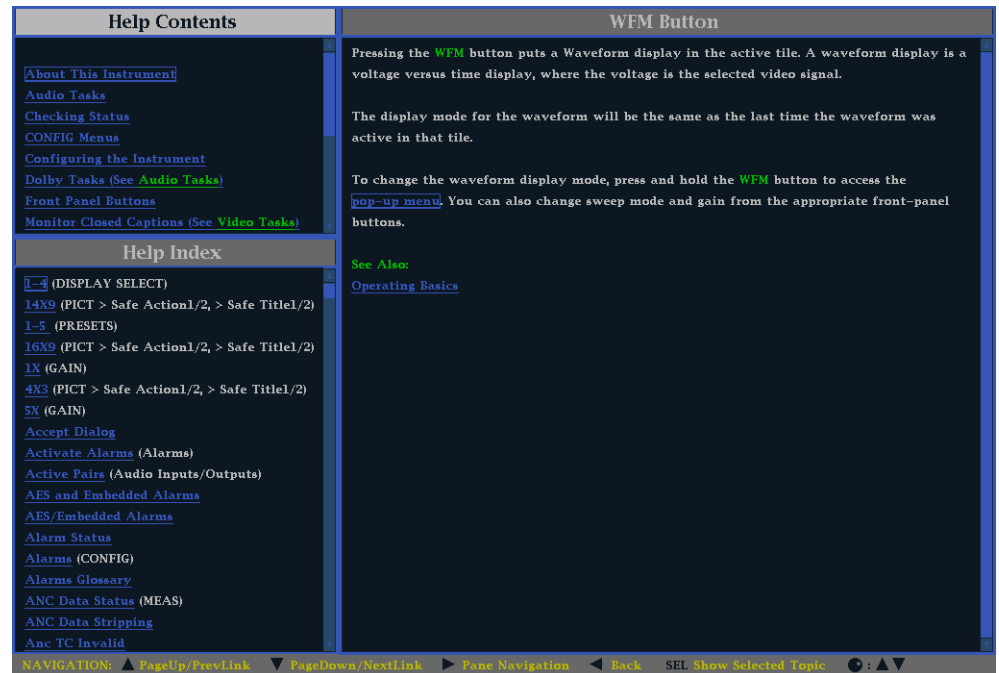 Help Contents
About This Instrument
Audio Tasks
Checking Status
CONFIG Menus
Configuring the Instrument
Dolby Tasks (See Audio Tasks)
Front Panel Buttons
Monitor Closed Captions (See Video Tasks)
Help Index
1-4 (DISPLAY SELECT)
14X9 (PICT > Safe Action1/2, > Safe Title1/2)
1-5 (PRESETS)
16X9 (PICT > Safe Action1/2, > Safe Title1/2)
1X (GAIN)
4X3 (PICT > Safe Action1/2, > Safe Title1/2)
5X (GAIN)
Accept Dialog
Activate Alarms (Alarms)
Active Pairs (Audio Inputs/Outputs)
AES and Embedded Alarms
AES/Embedded Alarms
Alarm Status
Alarms (CONFIG)
Alarms Glossary
ANC Data Status (MEAS)
ANC Data Stripping
Anc TC Invalid
WFM Button
Pressing the WFM button puts a Waveform display in the active tile. A waveform display is a
voltage versus time display, where the voltage is the selected video signal.
The display mode for the waveform will be the same as the last time the waveform was
active in that tile.
To change the waveform display mode, press and hold the WFM button to access the
pop-up menu. You can also change sweep mode and gain from the appropriate front-panel
buttons.
See Also:
Operating Basics
NAVIGATION: ▲ PageUp/PrevLink ▼ PageDown/NextLink ► Pane Navigation ◄ Back SEL Show Selected Topic : ▲▼